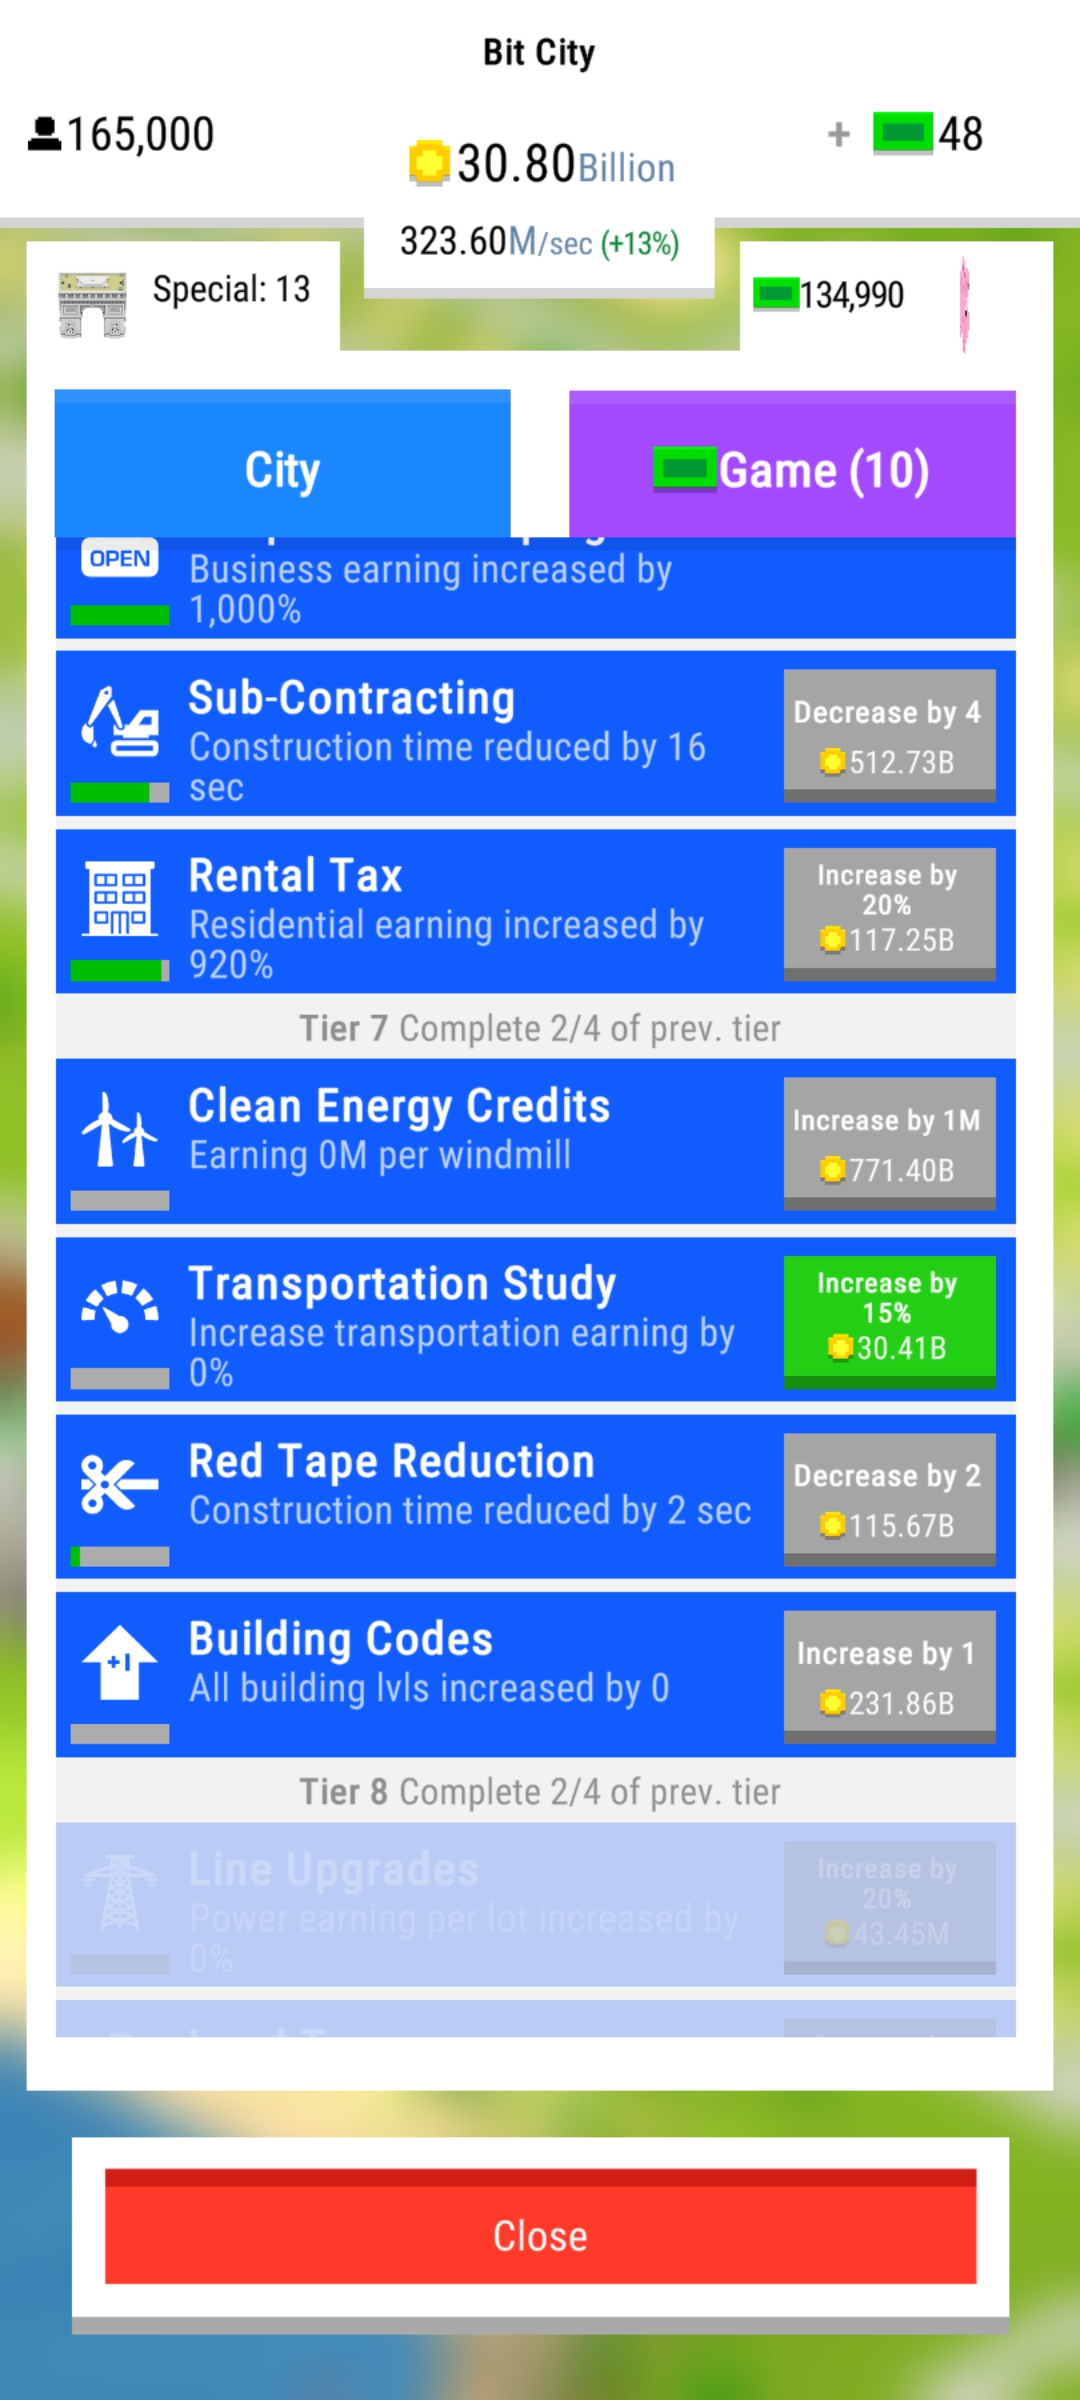 Bit City
165,000
30.80Billion
+ 48
323.60M/sec (+13%)
Special: 13
134,990
City
Game (10)
OPEN
Business earning increased by
1,000%
Sub-Contracting
Construction time reduced by 16
sec
Decrease by 4
512.73B
Rental Tax
Residential earning increased by
920%
Increase by
20%
117.25B
Tier 7 Complete 2/4 of prev. tier
Clean Energy Credits
Earning 0M per windmill
Increase by 1M
771.40B
Transportation Study
Increase transportation earning by
0%
Increase by
15%
30.41B
Red Tape Reduction
Construction time reduced by 2 sec
Decrease by 2
115.67B
+1
Building Codes
All building lvls increased by 0
Increase by 1
231.86B
Tier 8 Complete 2/4 of prev. tier
Line Upgrades
Power earning per lot increased by
0%
Increase by
20%
43.45M
Close